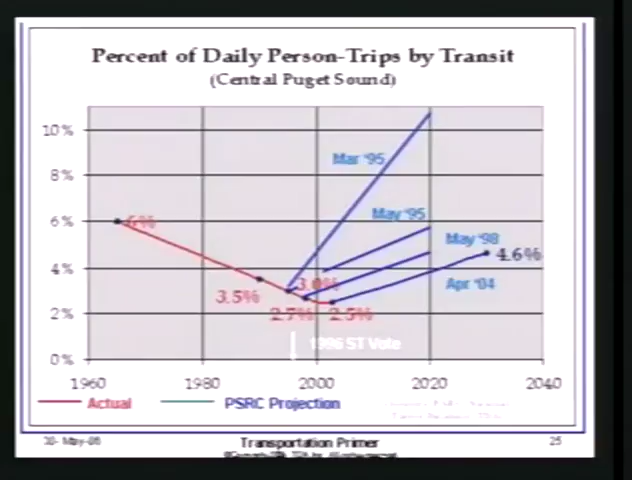 Percent of Daily Person-Trips by Transit
(Central Puget Sound)
10%
8%
6%
4%
2%
0%
6%
3.5%
3.0%
2.7%
2.5%
Mar '95
May '95
May '98
4.6%
Apr '04
1996 ST Vote
1960
1980
2000
2020
2040
Actual
PSRC Projection
Transportation Primer
25